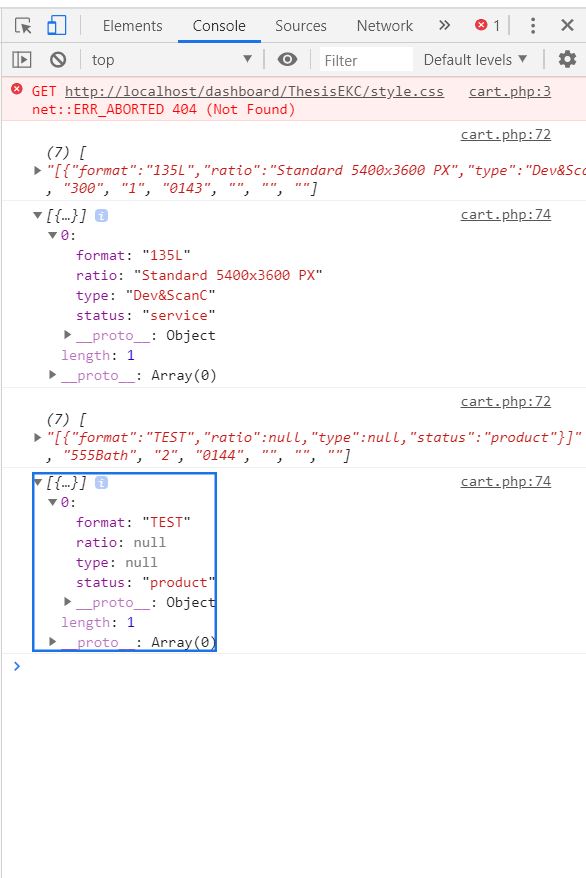 Elements Console Sources Network » 1
top Filter Default levels
GET http://localhost/dashboard/ThesisEKC/style.css cart.php:3
net::ERR_ABORTED 404 (Not Found)
cart.php:72
(7) [
"[{"format":"135L","ratio":"Standard 5400x3600 PX","type":"Dev&Sca
, "300", "1", "0143", "", "", ""]
[{…}] i cart.php:74
0:
format: "135L"
ratio: "Standard 5400x3600 PX"
type: "Dev&ScanC"
status: "service"
__proto__: Object
length: 1
__proto__: Array(0)
cart.php:72
(7) [
"[{"format":"TEST","ratio":null,"type":null,"status":"product"}]"
, "555Bath", "2", "0144", "", "", ""]
[{…}] i cart.php:74
0:
format: "TEST"
ratio: null
type: null
status: "product"
__proto__: Object
length: 1
__proto__: Array(0)